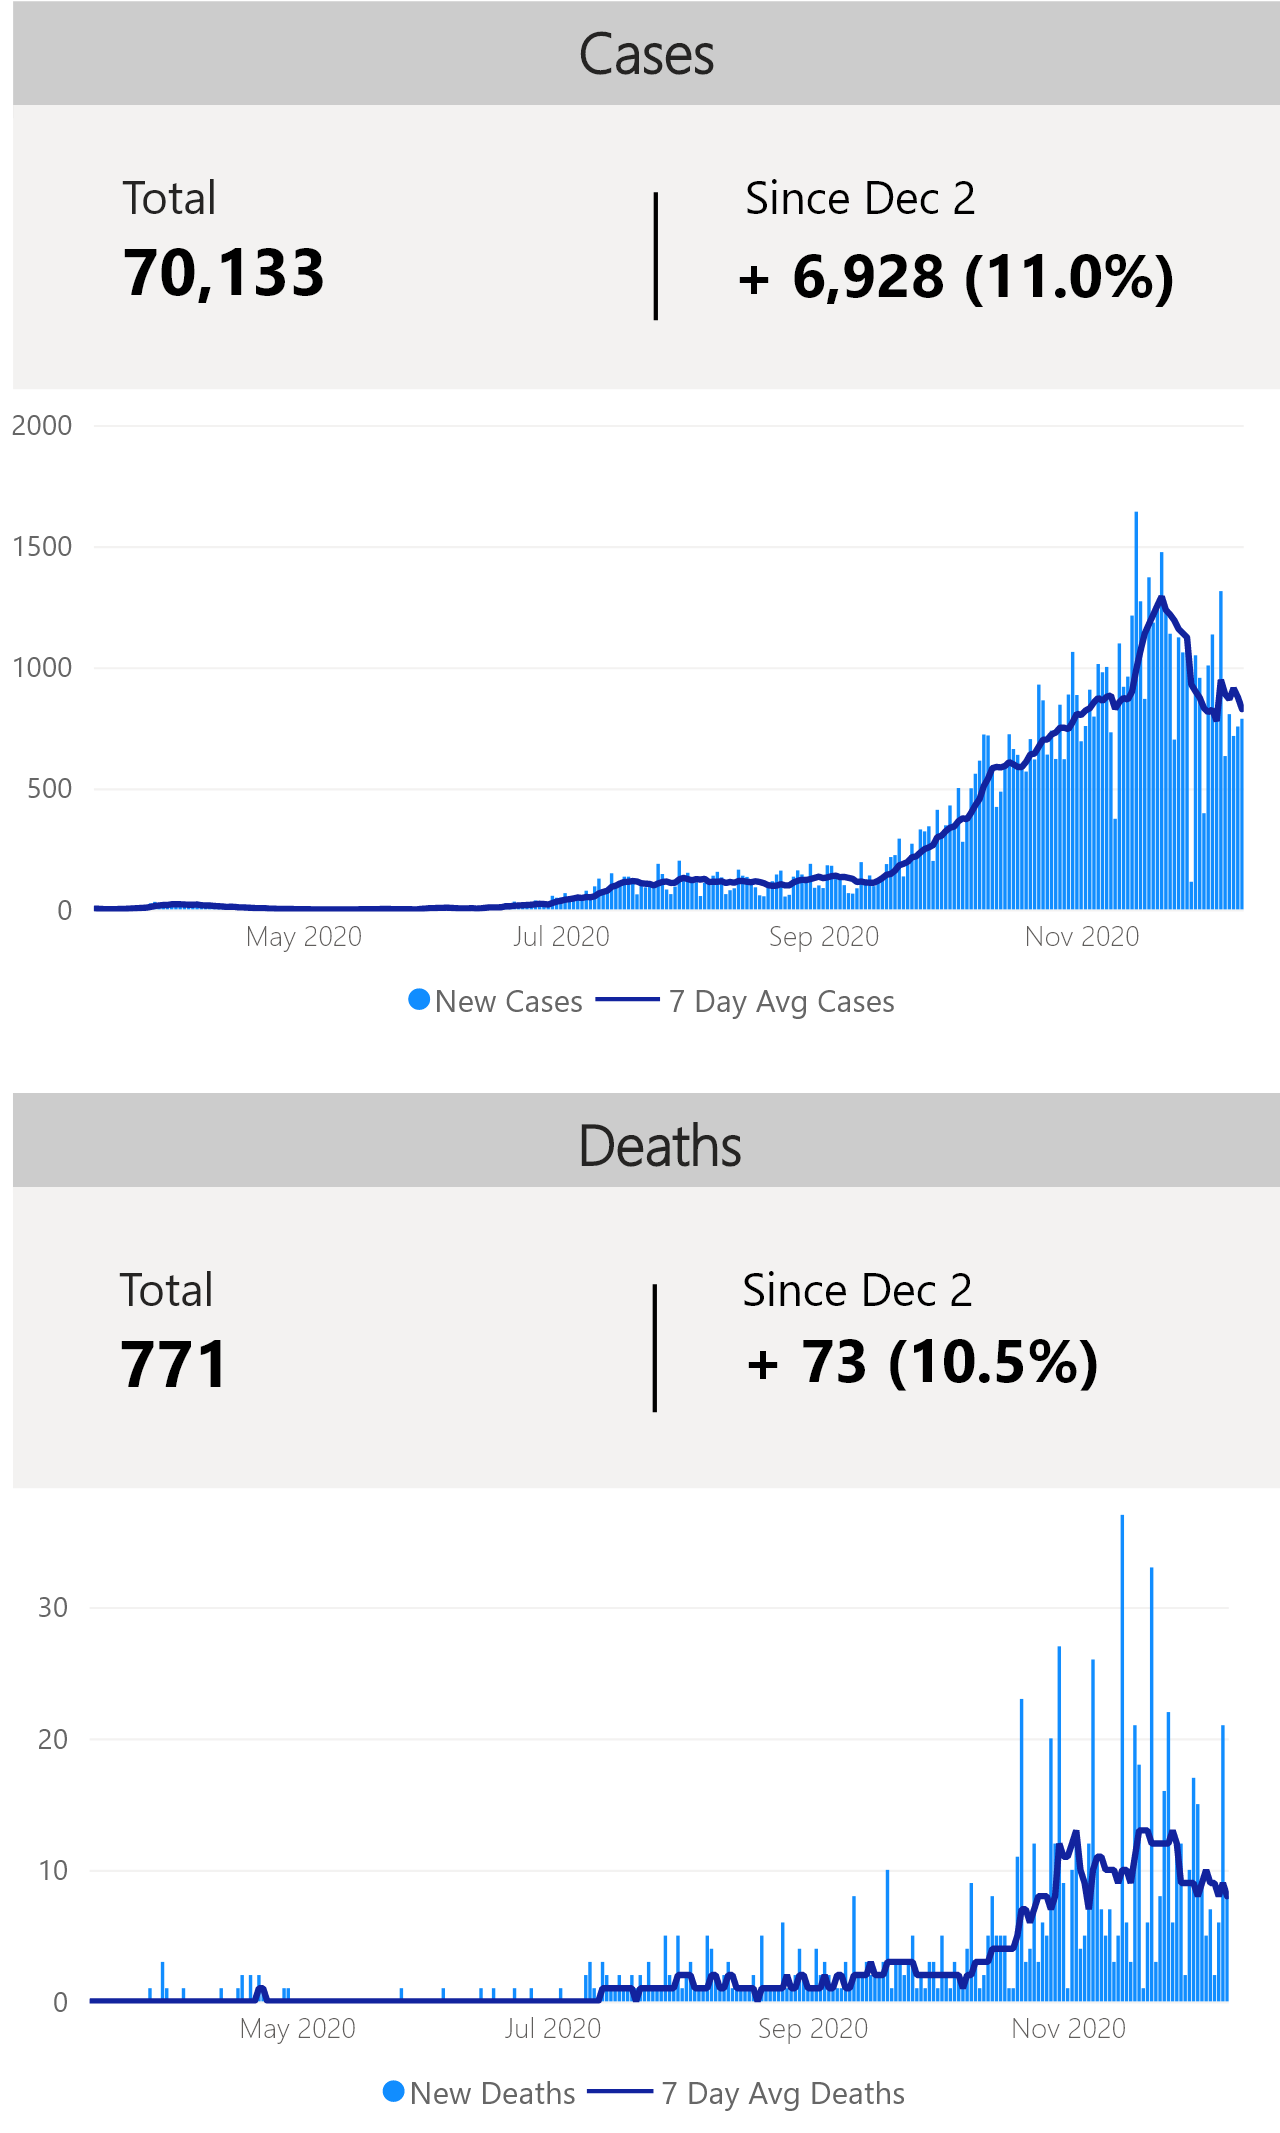 Cases
Total
Since Dec 2
70,133
+ 6,928 (11.0%)
2000
1500
1000
500
0
May 2020
Jul 2020
Sep 2020
Nov 2020
New Cases
7 Day Avg Cases
Deaths
Total
Since Dec 2
771
+ 73 (10.5%)
30
20
10
0
May 2020
Jul 2020
Sep 2020
Nov 2020
New Deaths
7 Day Avg Deaths